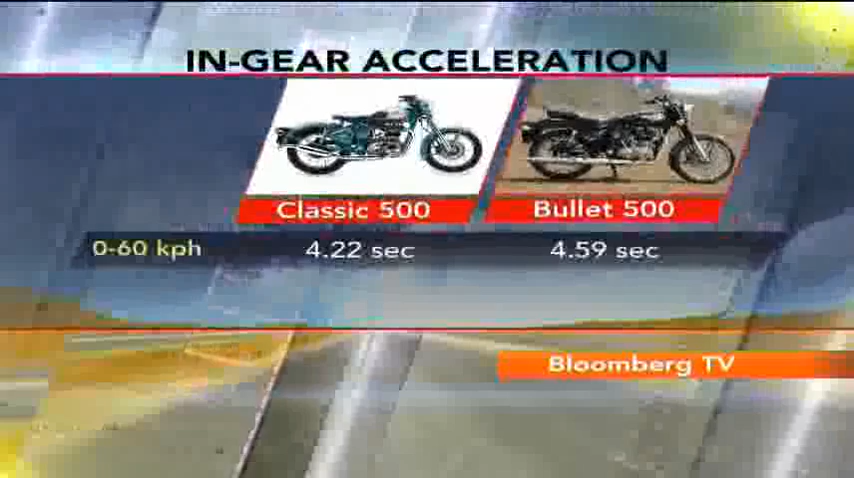 IN-GEAR ACCELERATION
Classic 500 Bullet 500
0-60 kph 4.22 sec 4.59 sec
Bloomberg TV